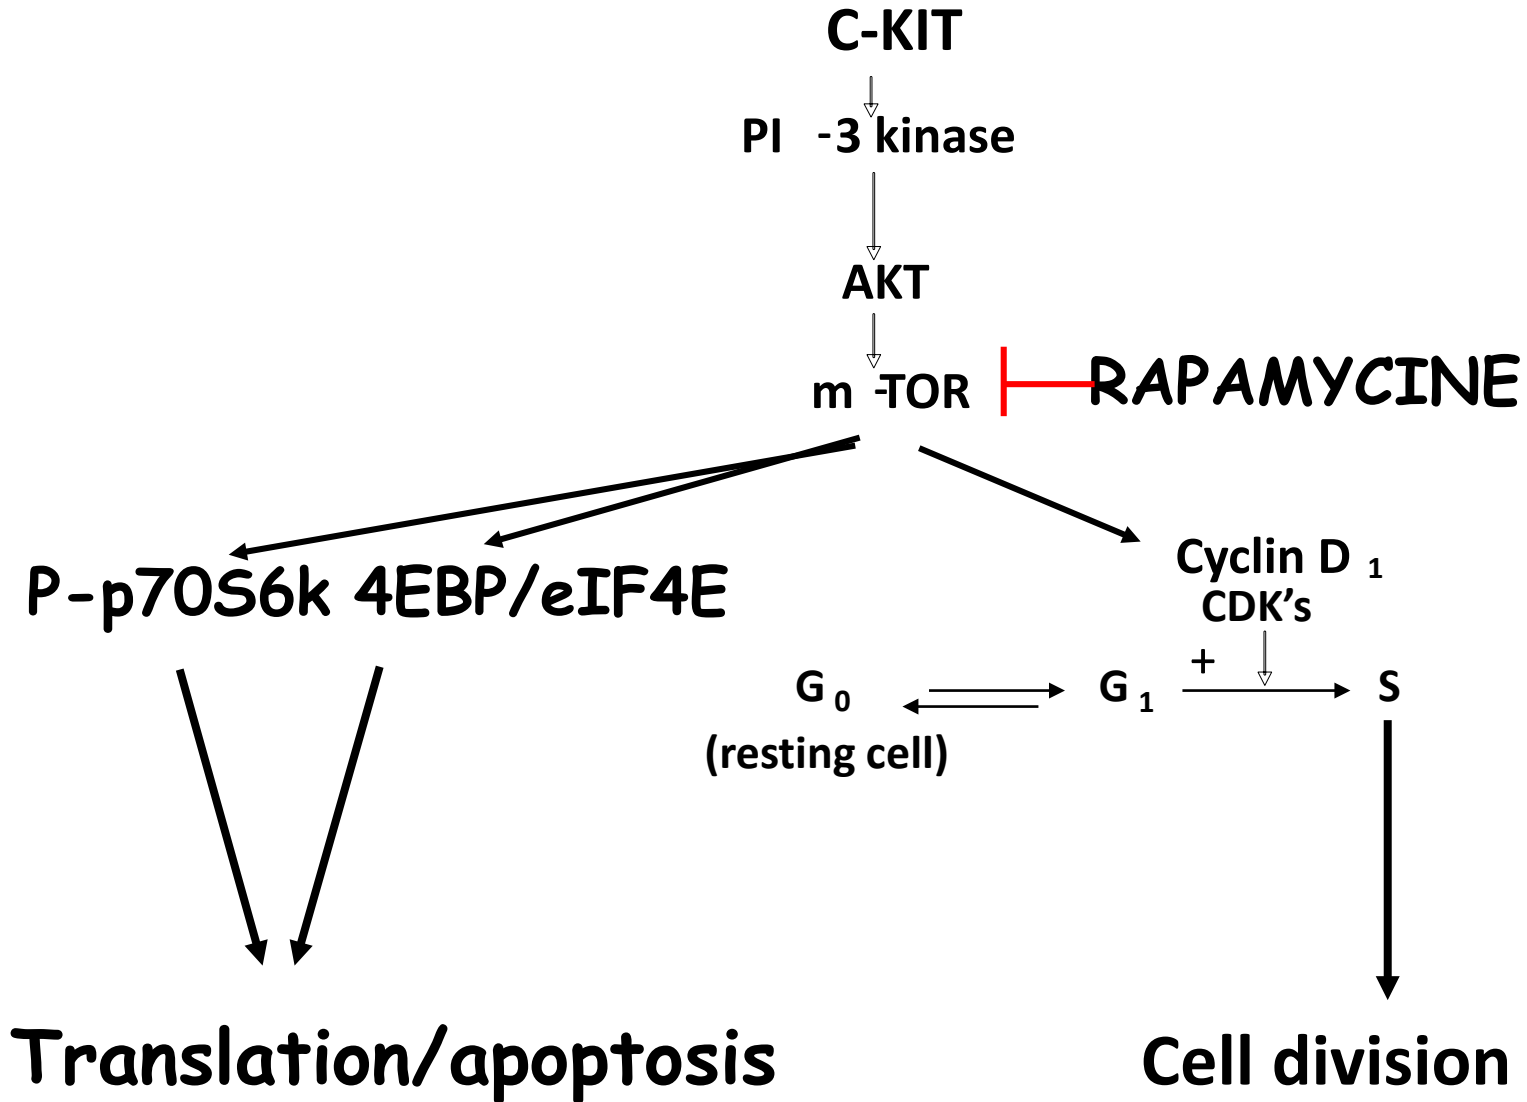 C-KIT
PI -3 kinase
AKT
m -TOR
RAPAMYCINE
P-p70S6k 4EBP/eIF4E
Cyclin D 1
CDK’s
+
G 0
G 1
S
(resting cell)
Translation/apoptosis
Cell division